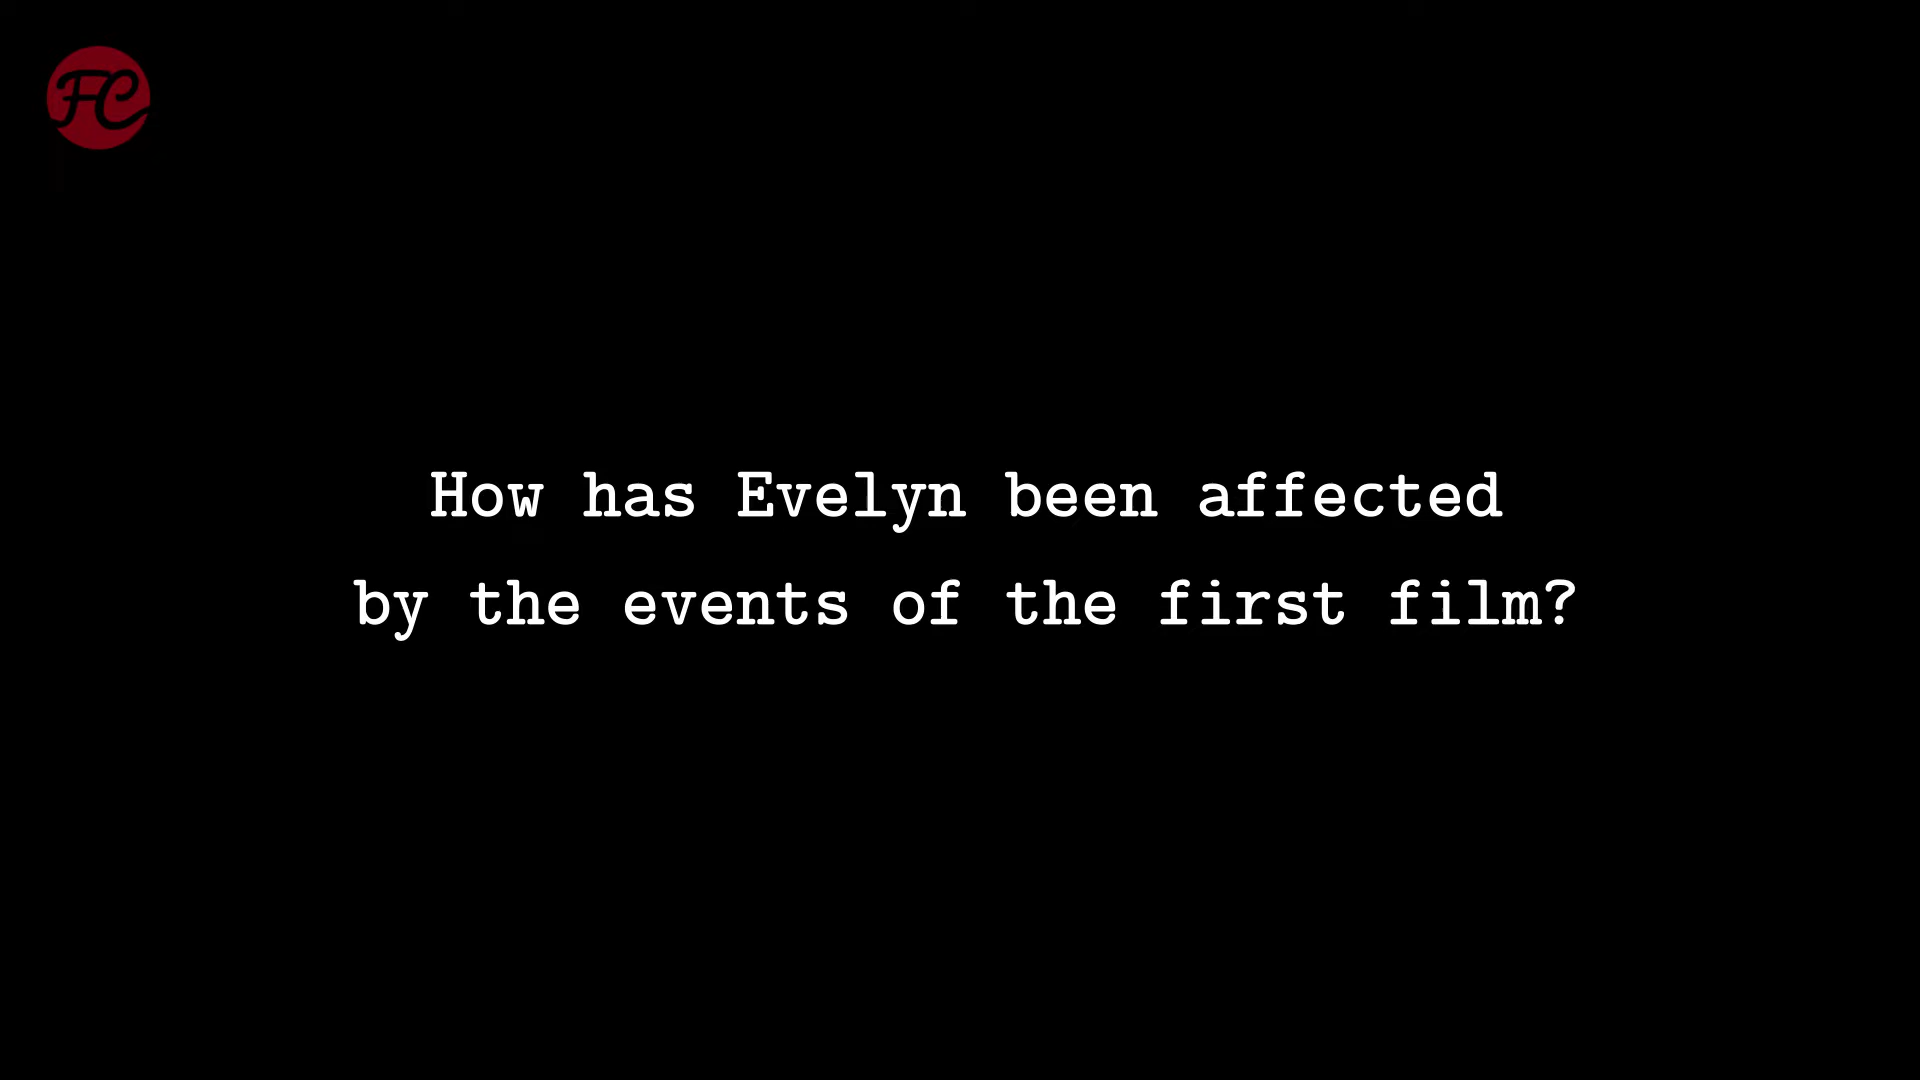 FC
How has Evelyn been affected
by the events of the first film?